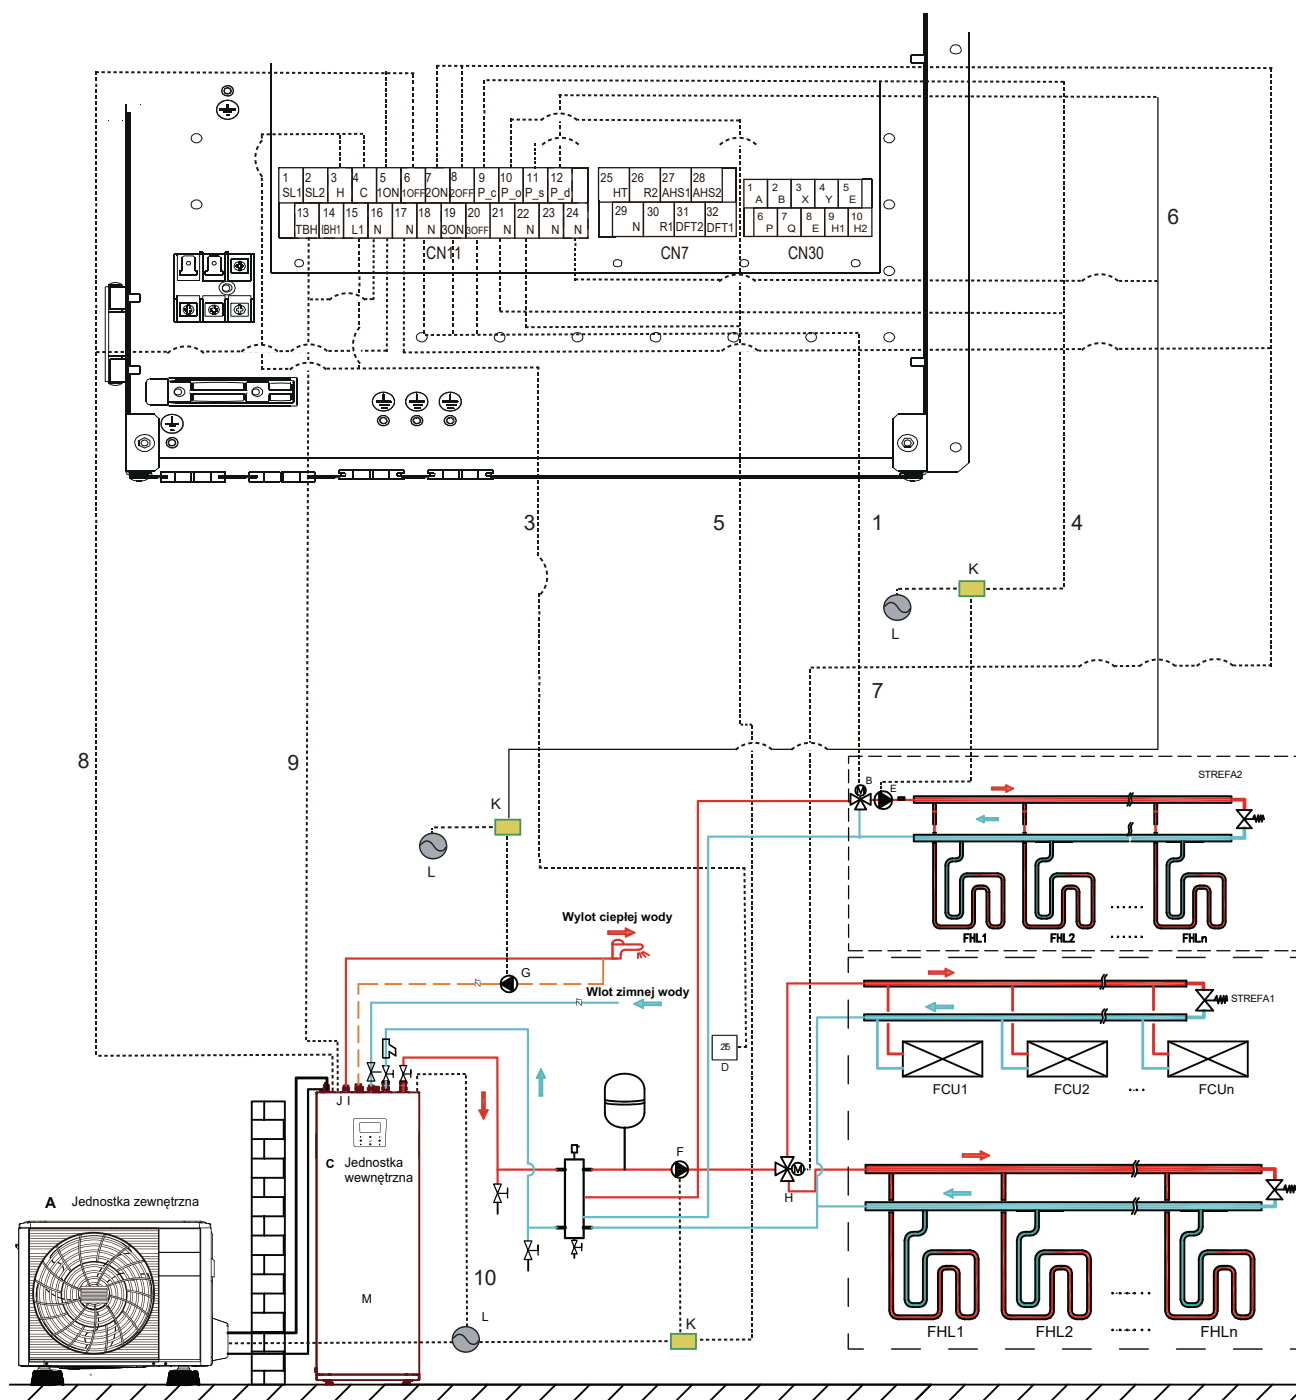 1 2 3 4 5 6 7 8 9 10 11 12
SL1 SL2 H C 1ON 1OFF 2ON 2OFF P_c P_o P_s P_d
13 14 15 16 17 18 19 20 21 22 23 24
TBH IBH1 L1 N N N 3ON 3OFF N N N N
CN11
25 26 27 28
HT R2 AHS1 AHS2
29 30 31 32
N R1 DFT2 DFT1
CN7
1 2 3 4 5
A B X Y E
6 7 8 9 10
P Q E H1 H2
CN30
6
3
5
1
4
K
L
7
8
9
B
E
STREFA2
K
L
FHL1 FHL2 FHLn
Wylot ciepłej wody
G
Wlot zimnej wody
STREFA1
25
D
FCU1 FCU2 FCUn
J I
C Jednostka
wewnętrzna
F
H
A Jednostka zewnętrzna
M
10
L
K
FHL1 FHL2 FHLn